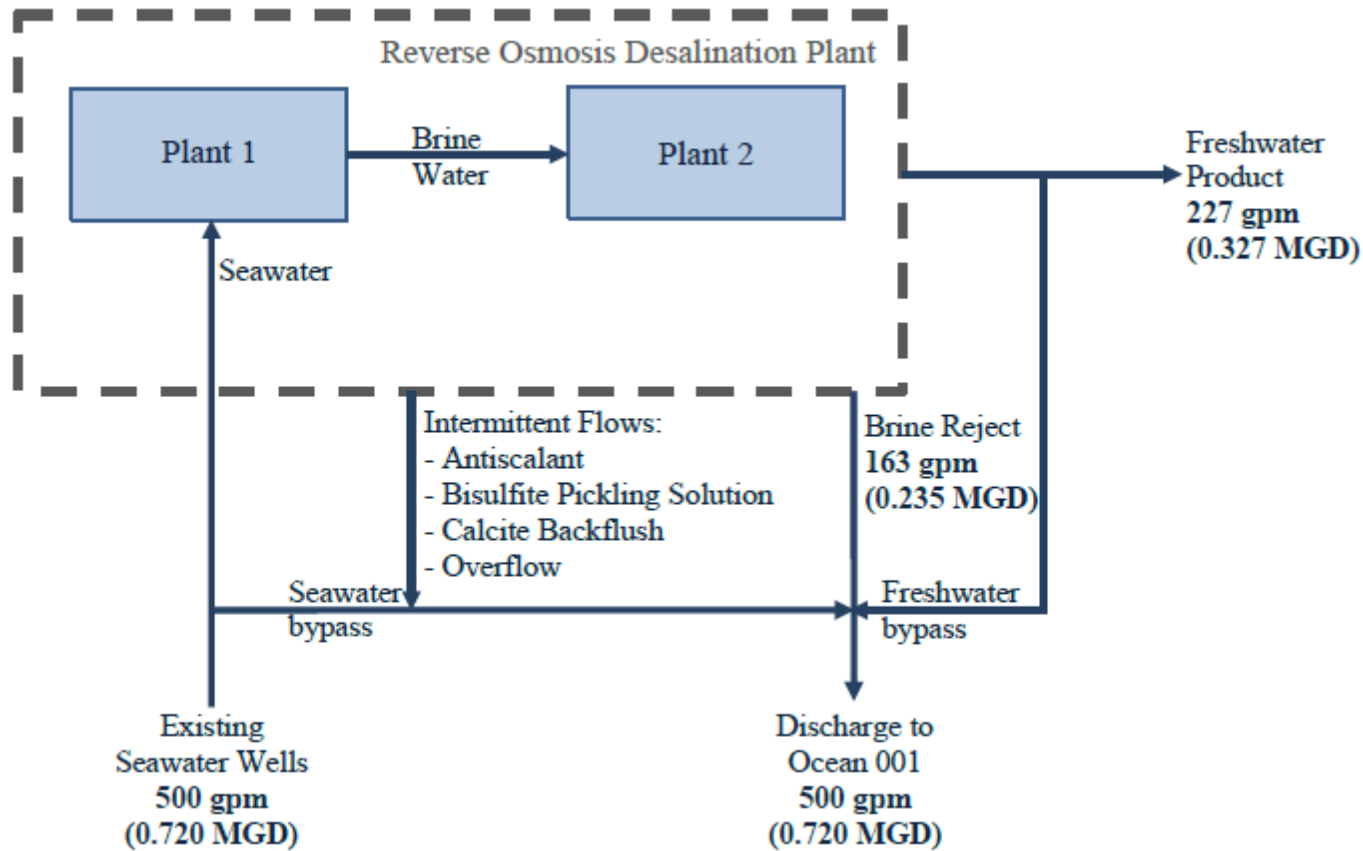 Reverse Osmosis Desalination Plant
Plant 1
Brine
Water
Plant 2
Freshwater
Product
227 gpm
(0.327 MGD)
Seawater
Intermittent Flows:
- Antiscalant
- Bisulfite Pickling Solution
- Calcite Backflush
- Overflow
Brine Reject
163 gpm
(0.235 MGD)
Seawater
bypass
Freshwater
bypass
Existing
Seawater Wells
500 gpm
(0.720 MGD)
Discharge to
Ocean 001
500 gpm
(0.720 MGD)